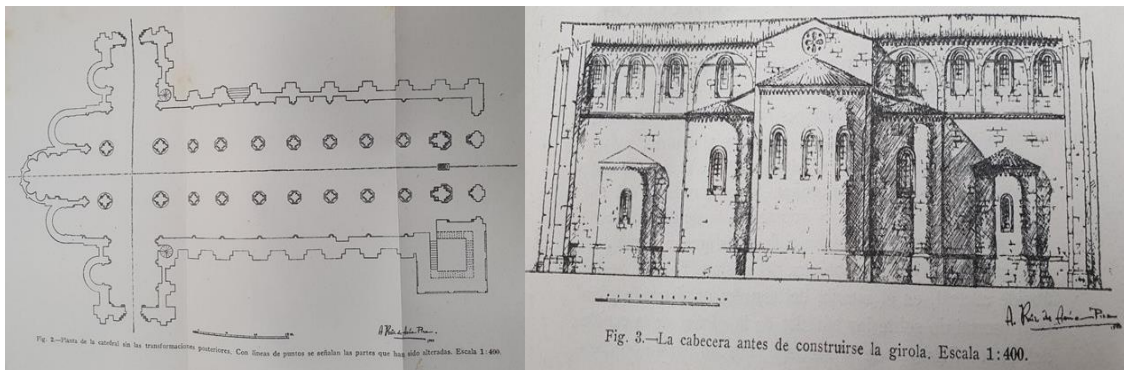 Fig. 2.—Planta de la catedral sin las transformaciones posteriores. Con líneas de puntos se señalan las partes que han sido alteradas. Escala 1:400.
Fig. 3.—La cabecera antes de construirse la girola. Escala 1:400.